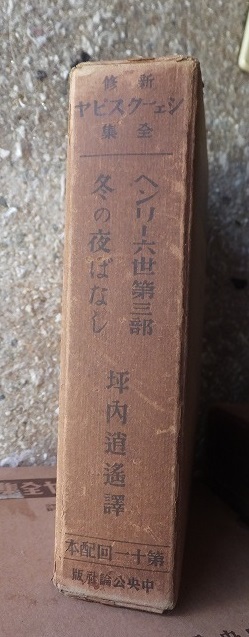 新修
シェークスピヤ
全集
ヘンリー六世第三部
冬の夜ばなし
坪內逍遙譯
第十一回配本
中央公論社版